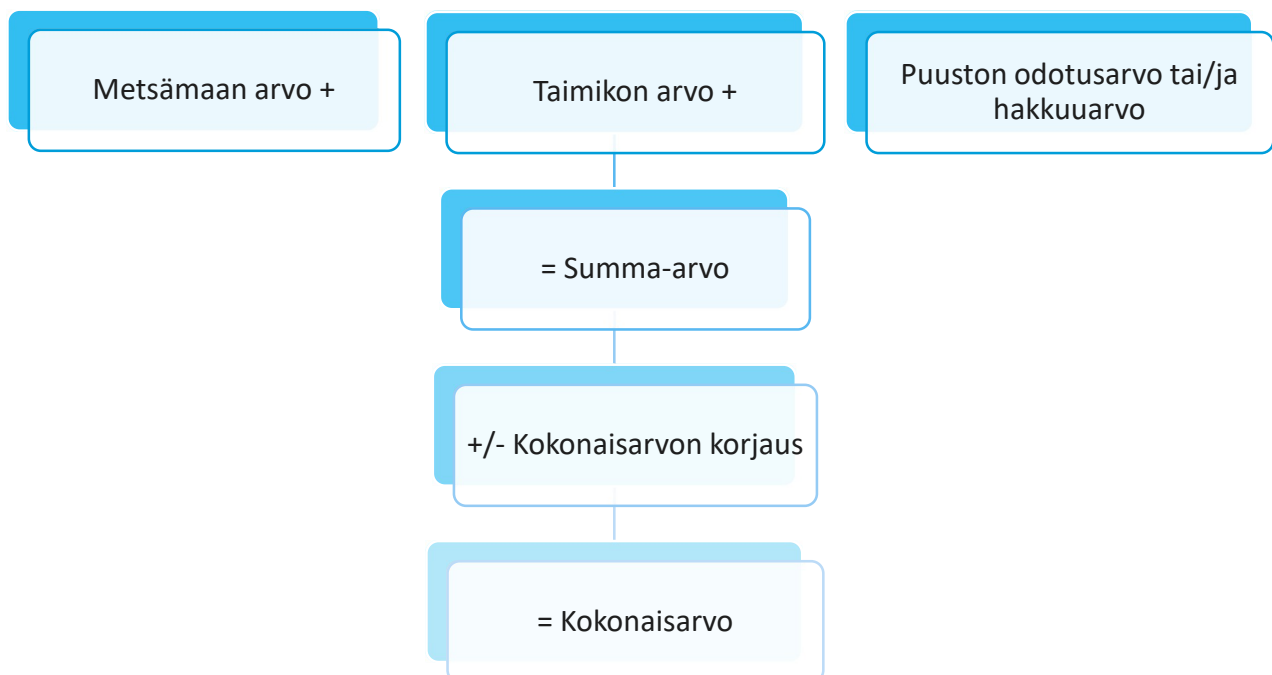 Metsämaan arvo +
Taimikon arvo +
Puuston odotusarvo tai/ja
hakkuuarvo
= Summa-arvo
+/- Kokonaisarvon korjaus
= Kokonaisarvo